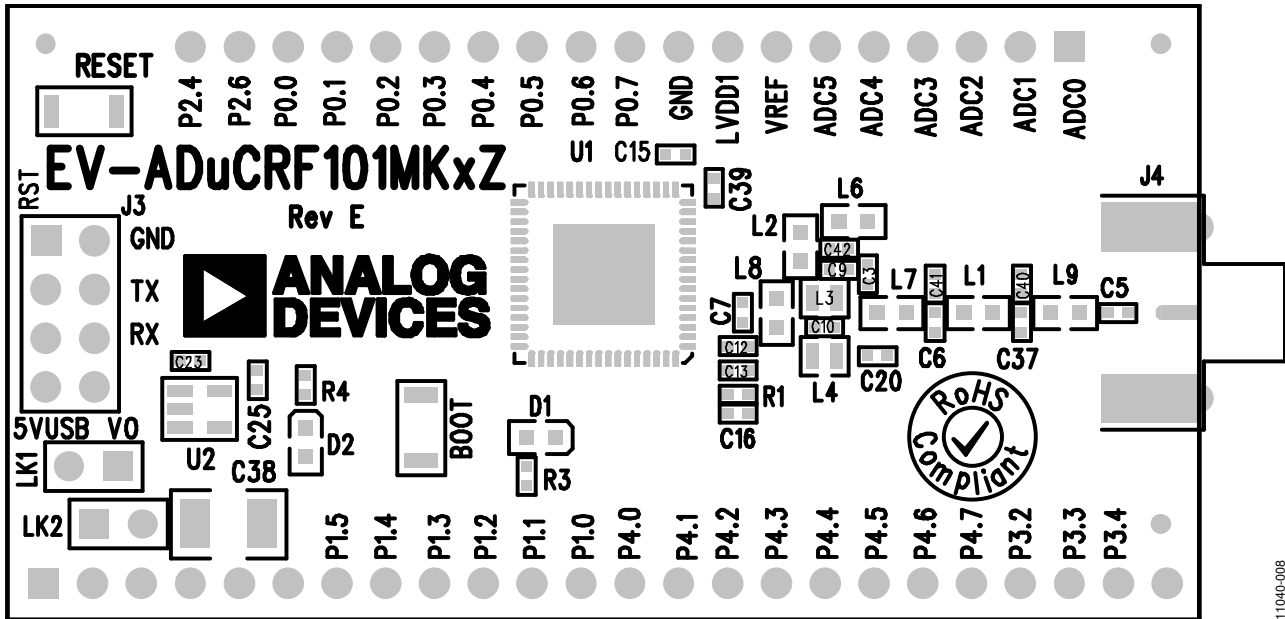 RESET
P2.4
P2.6
P0.0
P0.1
P0.2
P0.3
P0.4
P0.5
P0.6
P0.7
GND
LVDD1
VREF
ADC5
ADC4
ADC3
ADC2
ADC1
ADC0
EV-ADuCRF101MKxZ
Rev E
U1
C15
C39
RST
J3
GND
TX
RX
ANALOG
DEVICES
L6
L2
C42
C9
C3
L8
L3
L7
C41
L1
C40
L9
C5
J4
C7
C10
C12
C13
L4
C20
C6
C37
R1
C16
C23
C25
R4
5VUSB VO
U2
D2
BOOT
D1
R3
C38
LK1
LK2
RoHS
Compliant
P1.5
P1.4
P1.3
P1.2
P1.1
P1.0
P4.0
P4.1
P4.2
P4.3
P4.4
P4.5
P4.6
P4.7
P3.2
P3.3
P3.4
11040-008